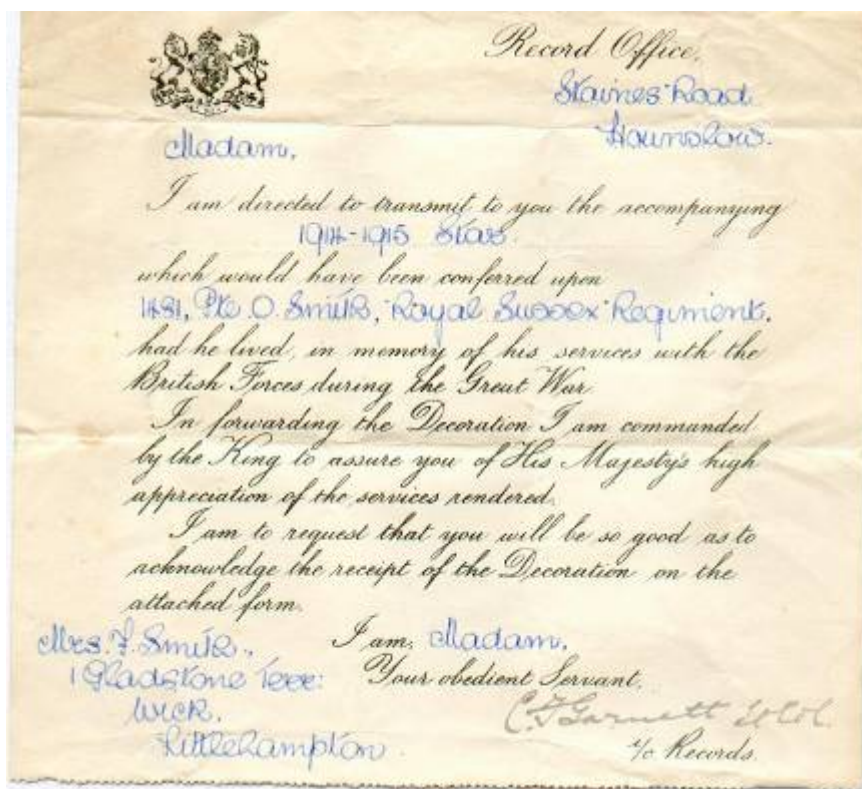 Record Office,
Staines Road
Hounslow.
Madam,
I am directed to transmit to you the accompanying
1914-1915 Star.
which would have been conferred upon
1481, Pte O. Smith, Royal Sussex Regiment.
had he lived, in memory of his services with the
British Forces during the Great War.
In forwarding the Decoration I am commanded
by the King to assure you of His Majesty's high
appreciation of the services rendered.
I am to request that you will be so good as to
acknowledge the receipt of the Decoration on the
attached form.
I am, Madam,
Your obedient Servant,
C F Garnett
i/c Records.
Mrs. F. Smith.,
1 Gladstone Terr:
Wick.
Littlehampton.